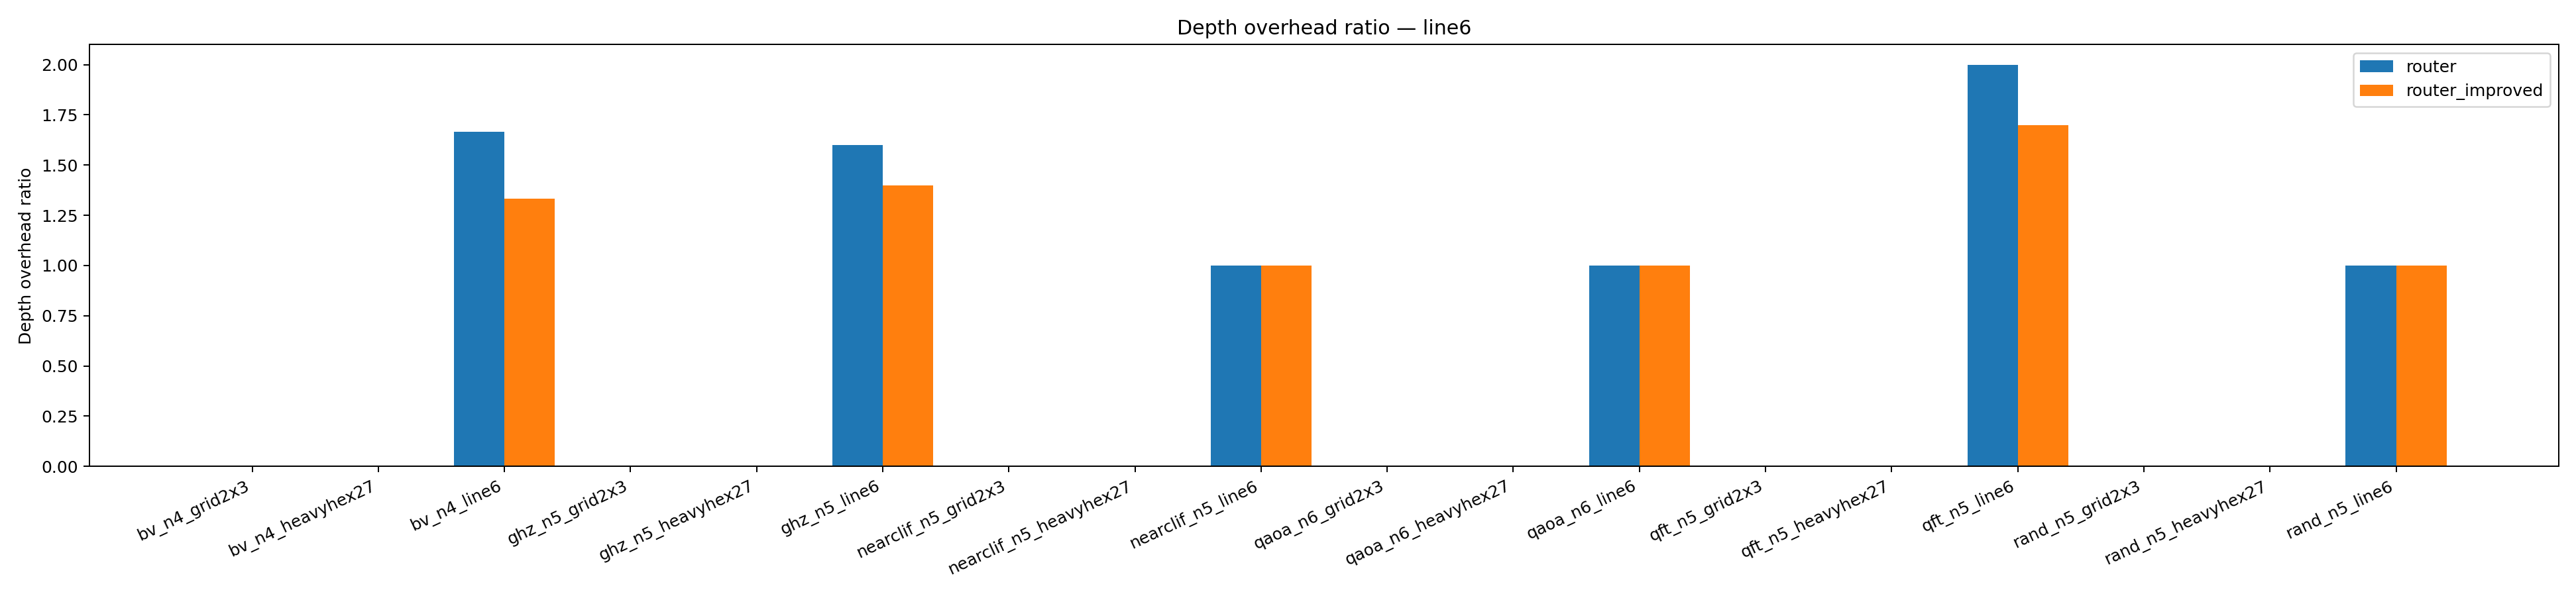 Depth overhead ratio — line6
router
router_improved
Depth overhead ratio
2.00
1.75
1.50
1.25
1.00
0.75
0.50
0.25
0.00
bv_n4_grid2x3
bv_n4_heavyhex27
bv_n4_line6
ghz_n5_grid2x3
ghz_n5_heavyhex27
ghz_n5_line6
nearclif_n5_grid2x3
nearclif_n5_heavyhex27
nearclif_n5_line6
qaoa_n6_grid2x3
qaoa_n6_heavyhex27
qaoa_n6_line6
qft_n5_grid2x3
qft_n5_heavyhex27
qft_n5_line6
rand_n5_grid2x3
rand_n5_heavyhex27
rand_n5_line6